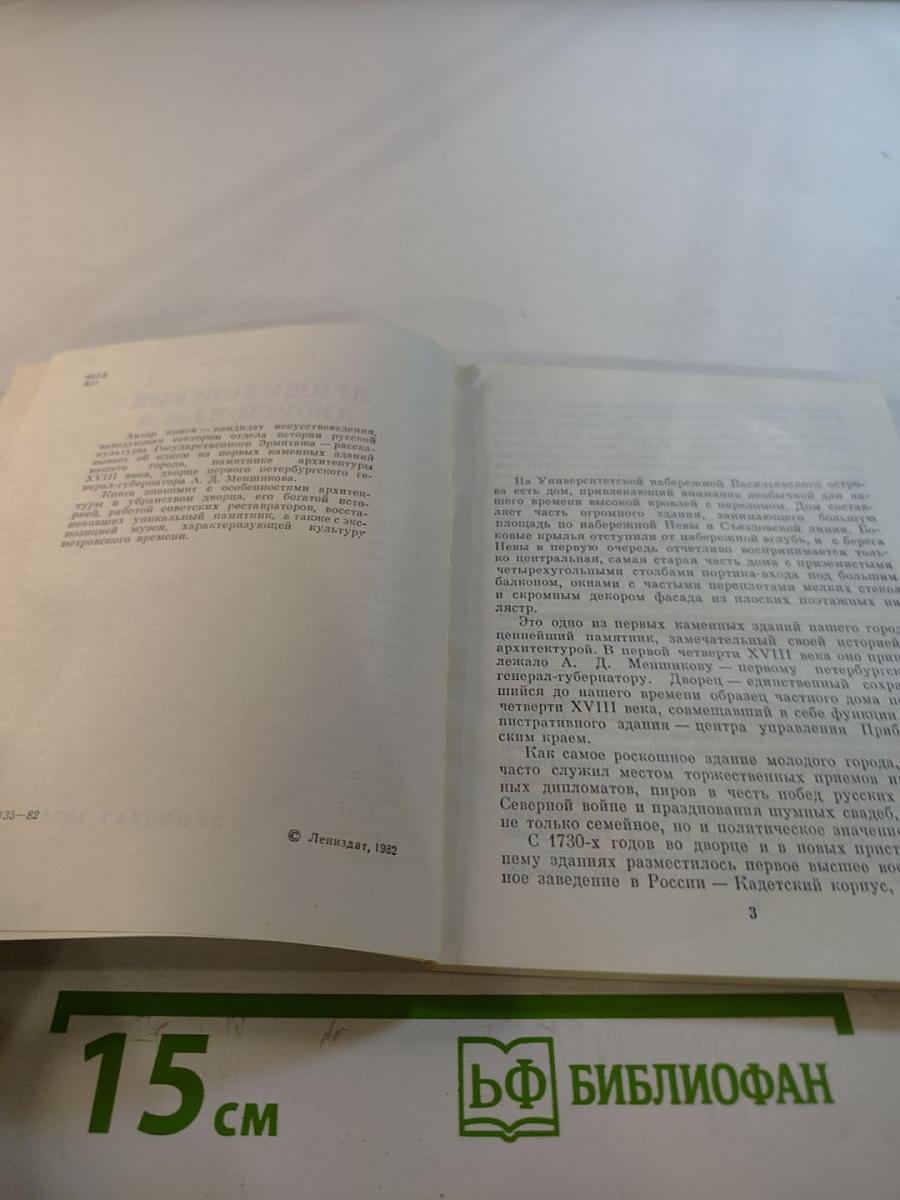 Автор книги — кандидат искусствоведения,
заведующая сектором отдела истории русской
культуры Государственного Эрмитажа — расска-
зывает об одном из первых каменных зданий
нашего города, памятнике архитектуры
XVIII века, дворце первого петербургского ге-
нерал-губернатора А. Д. Меншикова.
Книга знакомит с особенностями архитек-
туры и убранством дворца, его богатой исто-
рией, работой советских реставраторов, восста-
новивших уникальный памятник, а также с экс-
позицией музея, характеризующей культуру
петровского времени.
135—82
© Лениздат, 1982
На Университетской набережной Васильевского остро-
ва есть дом, привлекающий внимание необычной для на-
шего времени высокой кровлей с переломом. Дом состав-
ляет часть огромного здания, занимающего большую
площадь по набережной Невы и Съездовской линии. Бо-
ковые крылья отступили от набережной вглубь, и с берега
Невы в первую очередь отчетливо воспринимается толь-
ко центральная, самая старая часть дома с приземистыми
четырехугольными столбами портика-входа под большим
балконом, окнами с частыми переплетами мелких стекол
и скромным декором фасада из плоских поэтажных пи
лястр.
Это одно из первых каменных зданий нашего город
ценнейший памятник, замечательный своей историей
архитектурой. В первой четверти XVIII века оно прин
лежало А. Д. Меншикову — первому петербургск
генерал-губернатору. Дворец — единственный сохра
шийся до нашего времени образец частного дома пе
четверти XVIII века, совмещавший в себе функции
нистративного здания — центра управления Приб
ским краем.
Как самое роскошное здание молодого города,
часто служил местом торжественных приемов и
ных дипломатов, пиров в честь побед русских
Северной войне и празднования шумных свадеб,
не только семейное, но и политическое значение
С 1730-х годов во дворце и в новых прист
нему зданиях разместилось первое высшее вое
ное заведение в России — Кадетский корпус,
3
15 см
ЬФ БИБЛИОФАН